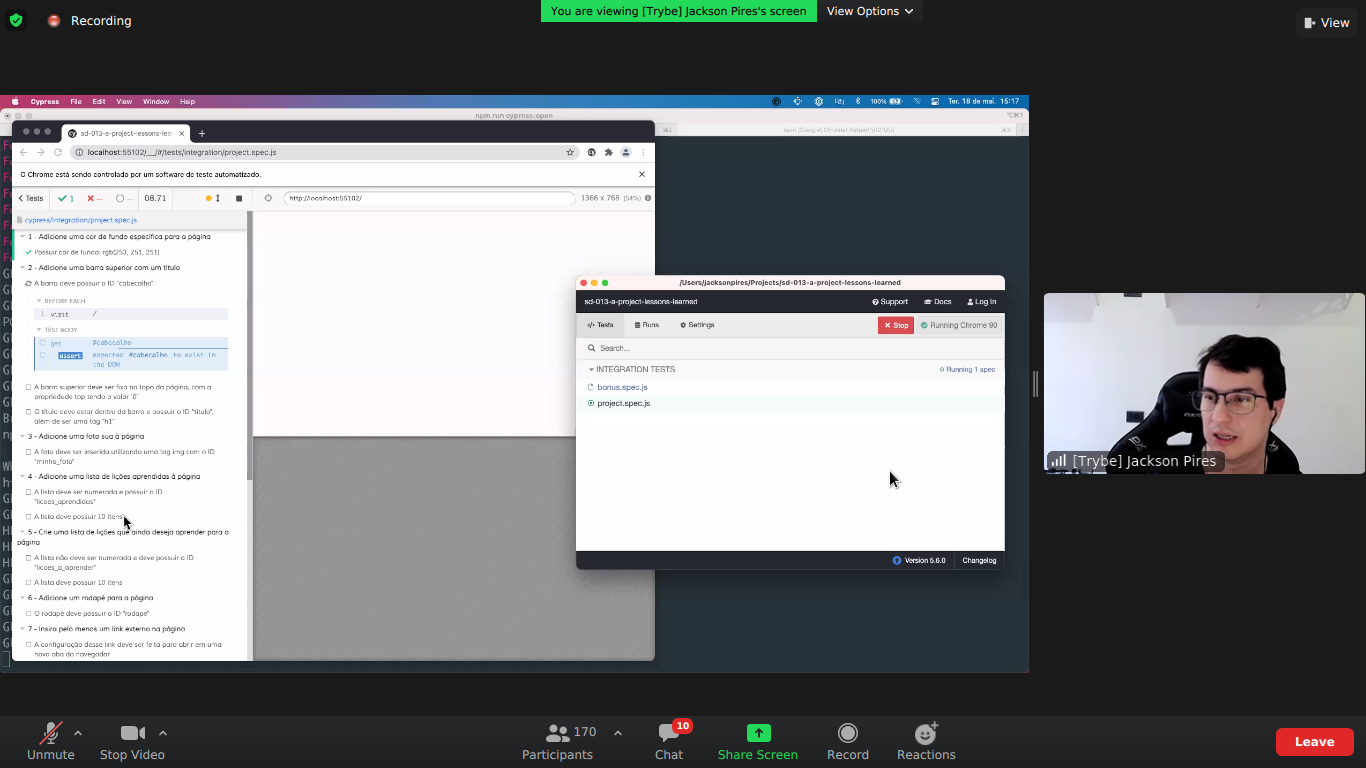 Recording
You are viewing [Trybe] Jackson Pires's screen
View Options
View
Cypress File Edit View Window Help
100%
Ter. 18 de mai. 15:17
npm run cypress:open
sd-013-a-project-lessons-les
localhost:55102/__/#/tests/integration/project.spec.js
O Chrome está sendo controlado por um software de teste automatizado.
Tests 1 -- -- 08.71
http://localhost:55102/
1366 x 768 (54%)
cypress/integration/project.spec.js
1 - Adicione uma cor de fundo específica para a página
Possuir cor de fundo: rgb(253, 251, 251)
2 - Adicione uma barra superior com um título
A barra deve possuir o ID "cabecalho"
BEFORE EACH
1 visit /
TEST BODY
get #cabecalho
assert expected #cabecalho to exist in
the DOM
A barra superior deve ser fixa no topo da página, com a
propriedade top tendo o valor `0`
O título deve estar dentro da barra e possuir o ID "titulo",
além de ser uma tag "h1"
3 - Adicione uma foto sua à página
A foto deve ser inserida utilizando uma tag img com o ID
"minha_foto"
4 - Adicione uma lista de lições aprendidas à página
A lista deve ser numerada e possuir o ID
"licoes_aprendidas"
A lista deve possuir 10 itens
5 - Crie uma lista de lições que ainda deseja aprender para a
página
A lista não deve ser numerada e deve possuir o ID
"licoes_a_aprender"
A lista deve possuir 10 itens
6 - Adicione um rodapé para a página
O rodapé deve possuir o ID "rodape"
7 - Insira pelo menos um link externo na página
A configuração desse link deve ser feita para abrir em uma
nova aba do navegador
/Users/jacksonpires/Projects/sd-013-a-project-lessons-learned
sd-013-a-project-lessons-learned
Support Docs Log In
</> Tests Runs Settings
Stop
Running Chrome 90
Search...
INTEGRATION TESTS
Running 1 spec
bonus.spec.js
project.spec.js
Version 5.6.0
Changelog
[Trybe] Jackson Pires
Unmute
Stop Video
170
Participants
10
Chat
Share Screen
Record
Reactions
Leave